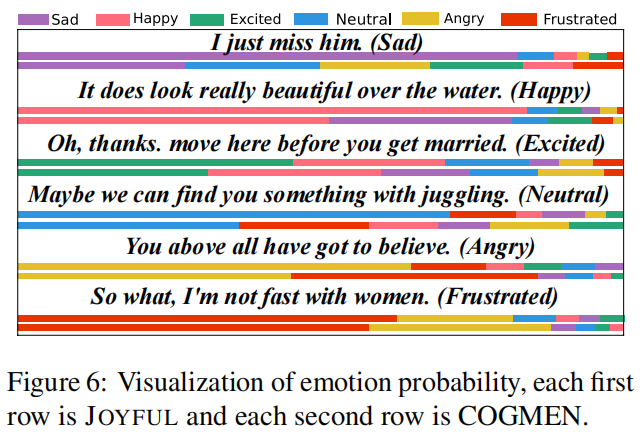 Sad Happy Excited Neutral Angry Frustrated
I just miss him. (Sad)
It does look really beautiful over the water. (Happy)
Oh, thanks. move here before you get married. (Excited)
Maybe we can find you something with juggling. (Neutral)
You above all have got to believe. (Angry)
So what, I'm not fast with women. (Frustrated)
Figure 6: Visualization of emotion probability, each first
row is JOYFUL and each second row is COGMEN.